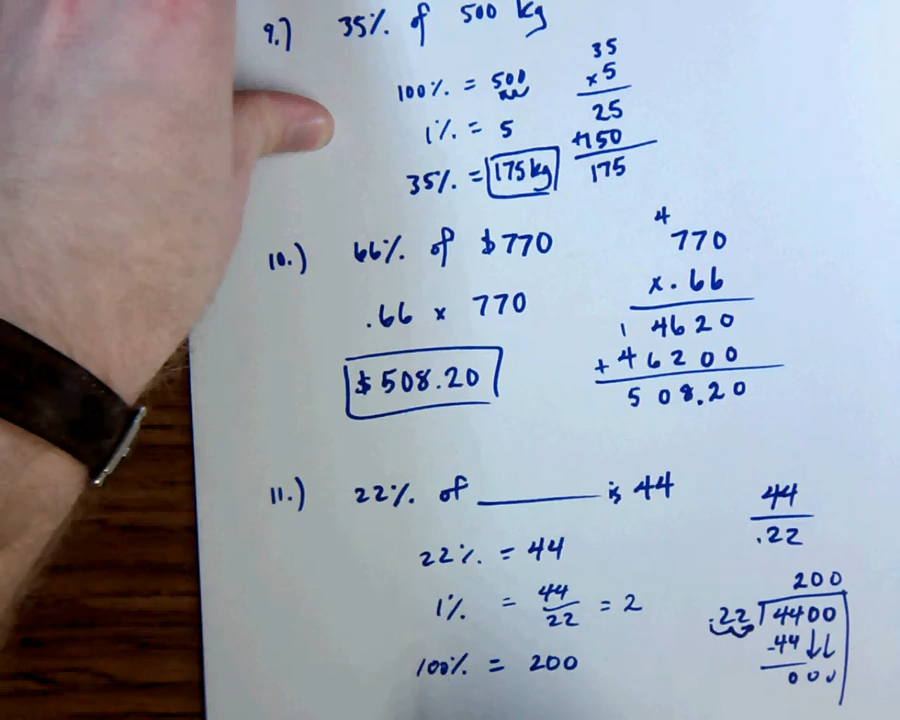 9.) 35% of 500 kg
100% = 500
1% = 5
35% = 175 kg
35
x 5
25
+150
175
10.) 66% of $770
.66 x 770
$508.20
4
770
x .66
1 4620
+46200
508.20
11.) 22% of ______ is 44
22% = 44
1% = 44/22 = 2
100% = 200
44
.22
200
.22 4400
-44
000